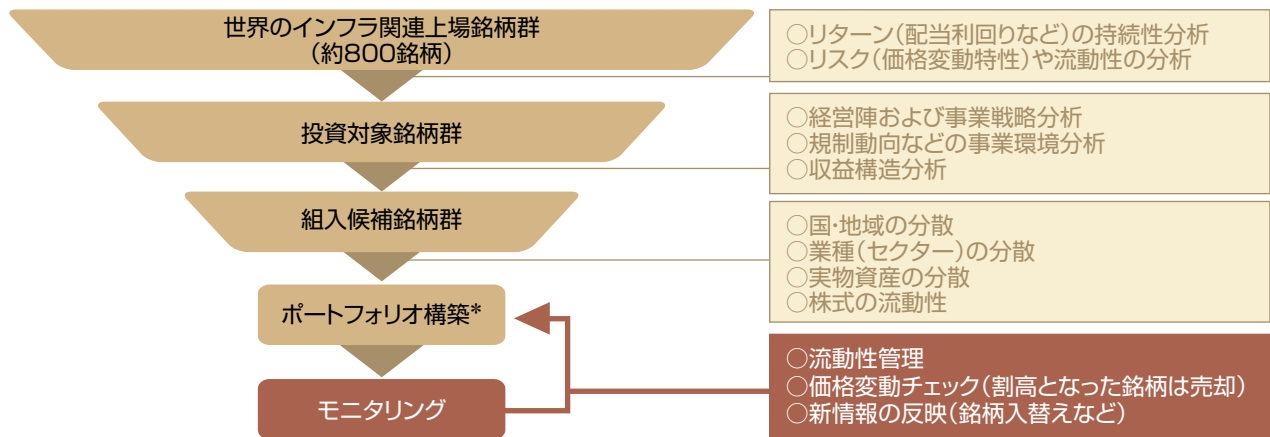 世界のインフラ関連上場銘柄群
(約800銘柄)
○リターン(配当利回りなど)の持続性分析
○リスク(価格変動特性)や流動性の分析
投資対象銘柄群
○経営陣および事業戦略分析
○規制動向などの事業環境分析
○収益構造分析
組入候補銘柄群
○国・地域の分散
○業種(セクター)の分散
○実物資産の分散
○株式の流動性
ポートフォリオ構築*
モニタリング
○流動性管理
○価格変動チェック(割高となった銘柄は売却)
○新情報の反映(銘柄入替えなど)